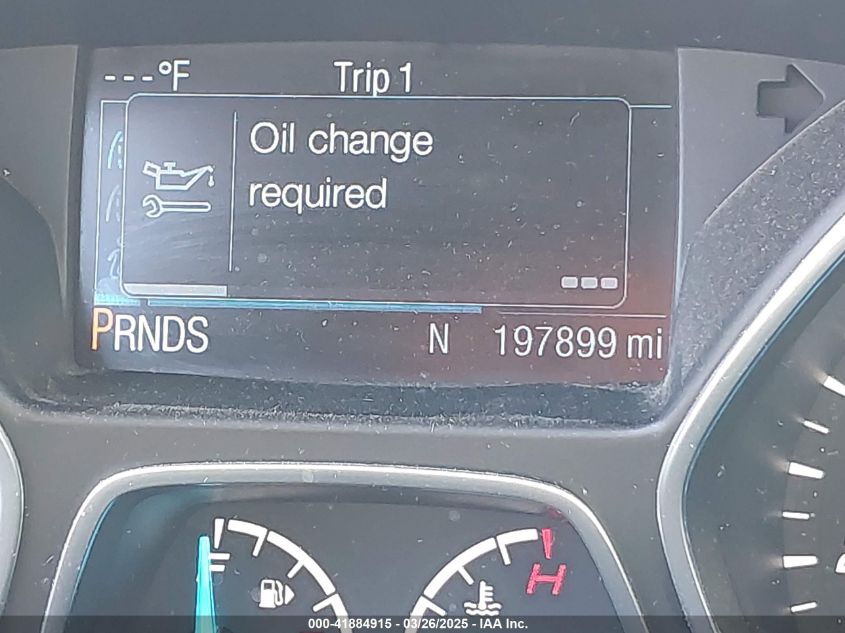 ---°F Trip 1
Oil change
required
PRNDS N 197899 mi
H
000-41884915 - 03/26/2025 - IAA Inc.